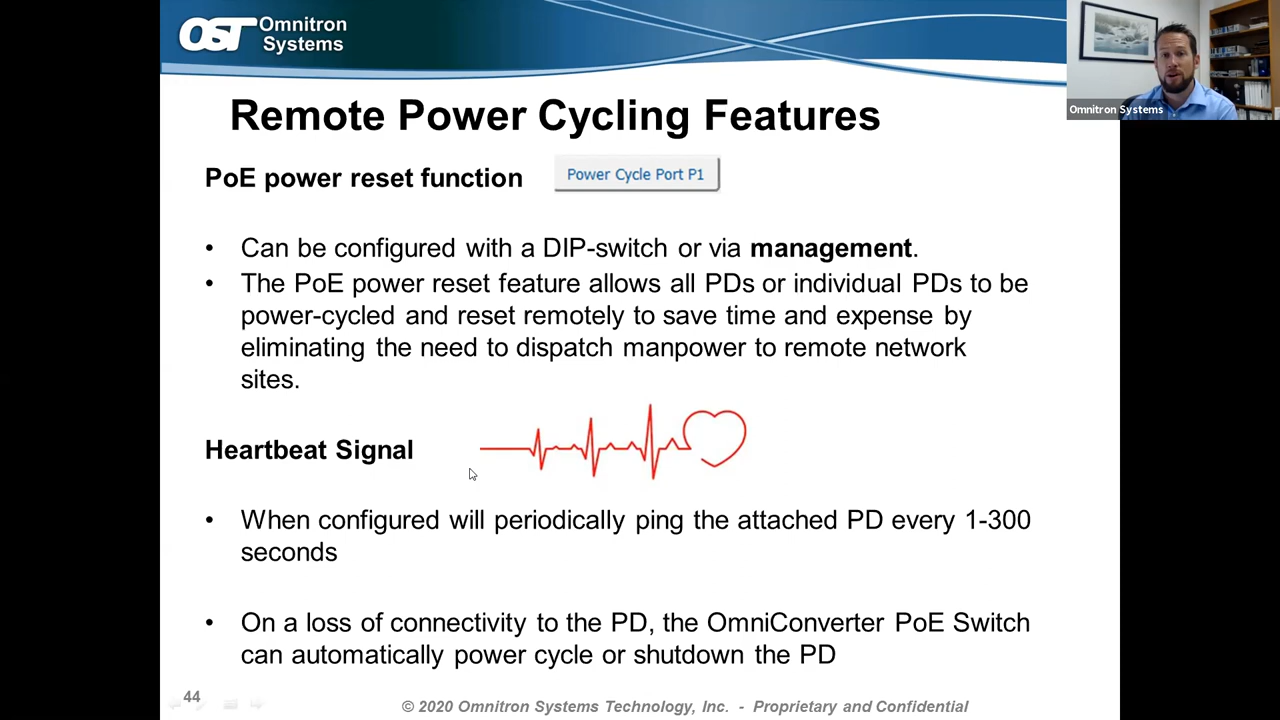 OST Omnitron
Systems
Omnitron Systems
Remote Power Cycling Features
PoE power reset function
Power Cycle Port P1
• Can be configured with a DIP-switch or via management.
• The PoE power reset feature allows all PDs or individual PDs to be
power-cycled and reset remotely to save time and expense by
eliminating the need to dispatch manpower to remote network
sites.
Heartbeat Signal
• When configured will periodically ping the attached PD every 1-300
seconds
• On a loss of connectivity to the PD, the OmniConverter PoE Switch
can automatically power cycle or shutdown the PD
44
© 2020 Omnitron Systems Technology, Inc. - Proprietary and Confidential